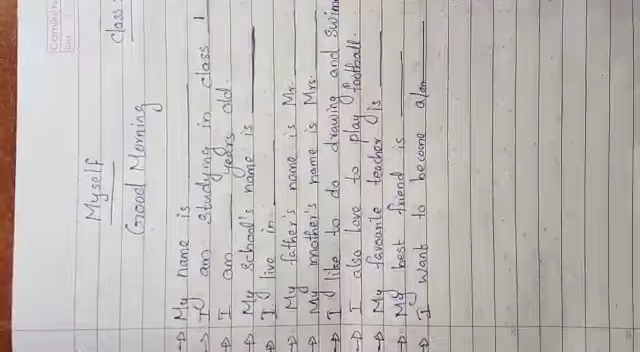 Class :
Myself
Good Morning
→ My name is
→ I am studying in class 1
→ I am years old.
→ My school's name is
→ I live in
→ My father's name is Mr.
→ My mother's name is Mrs.
→ I like to do drawing and Swim
→ I also love to play football.
→ My favourite teacher is
→ My best friend is
→ I want to become a/an